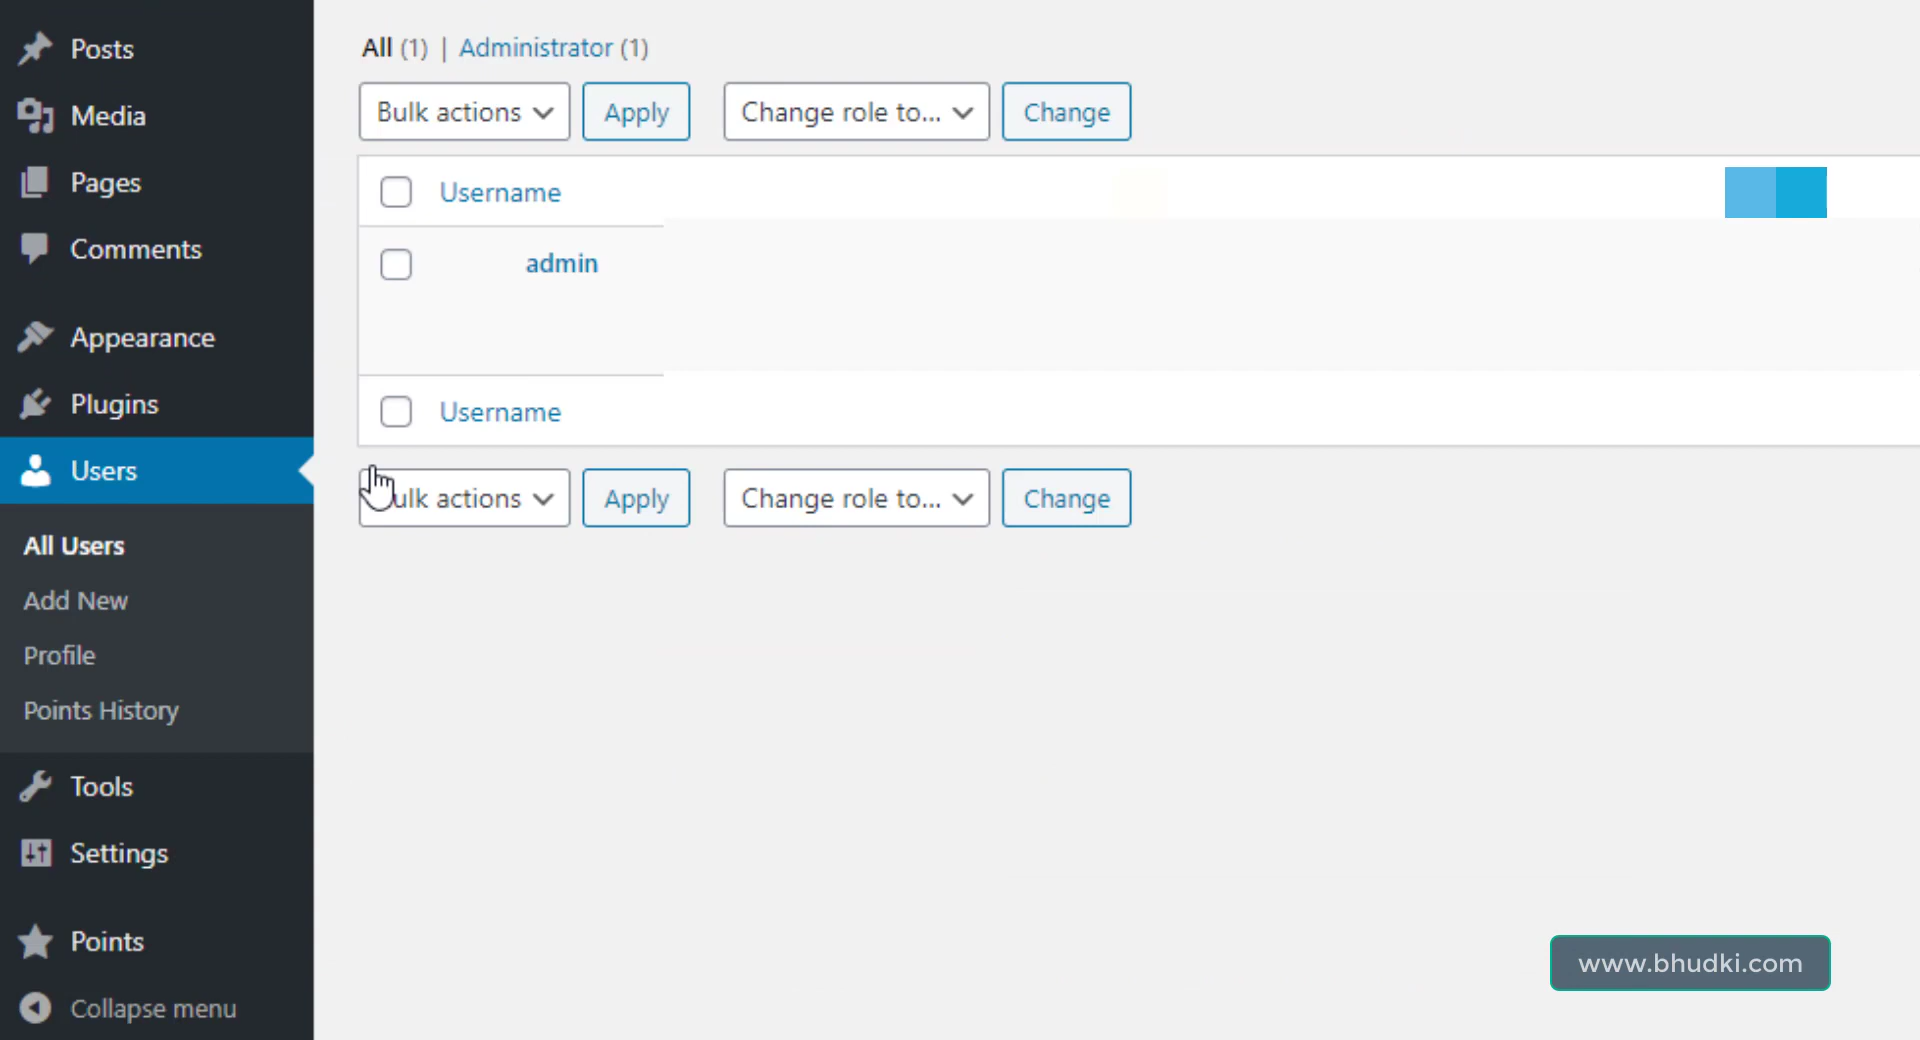 Posts
Media
Pages
Comments
Appearance
Plugins
Users
All Users
Add New
Profile
Points History
Tools
Settings
Points
Collapse menu
All (1) | Administrator (1)
Bulk actions Apply Change role to... Change
Username
admin
Username
ulk actions Apply Change role to... Change
www.bhudki.com